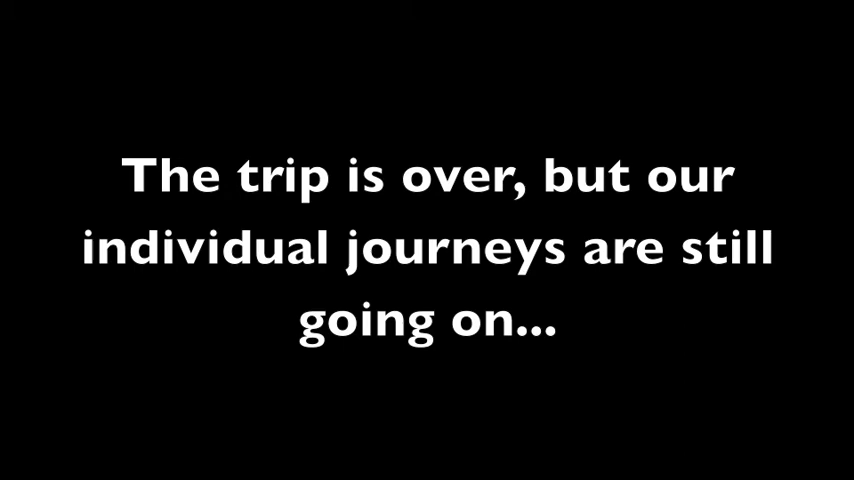 The trip is over, but our
individual journeys are still
going on...